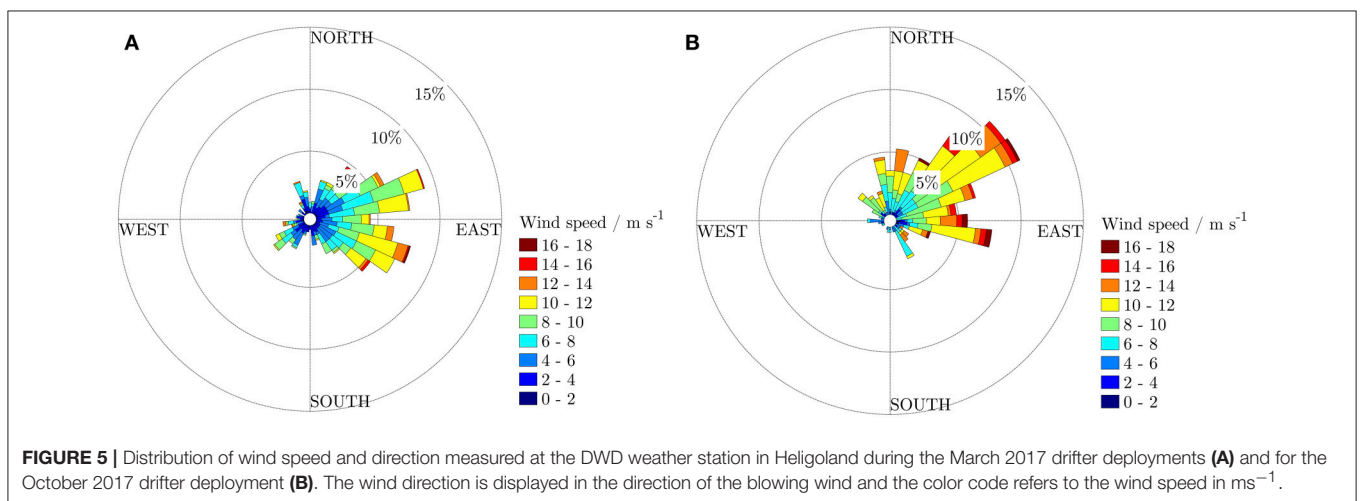 A
NORTH
15%
10%
5%
WEST
EAST
SOUTH
Wind speed / m s⁻¹
16 - 18
14 - 16
12 - 14
10 - 12
8 - 10
6 - 8
4 - 6
2 - 4
0 - 2
B
NORTH
15%
10%
5%
WEST
EAST
SOUTH
Wind speed / m s⁻¹
16 - 18
14 - 16
12 - 14
10 - 12
8 - 10
6 - 8
4 - 6
2 - 4
0 - 2
FIGURE 5 | Distribution of wind speed and direction measured at the DWD weather station in Heligoland during the March 2017 drifter deployments (A) and for the
October 2017 drifter deployment (B). The wind direction is displayed in the direction of the blowing wind and the color code refers to the wind speed in ms⁻¹.